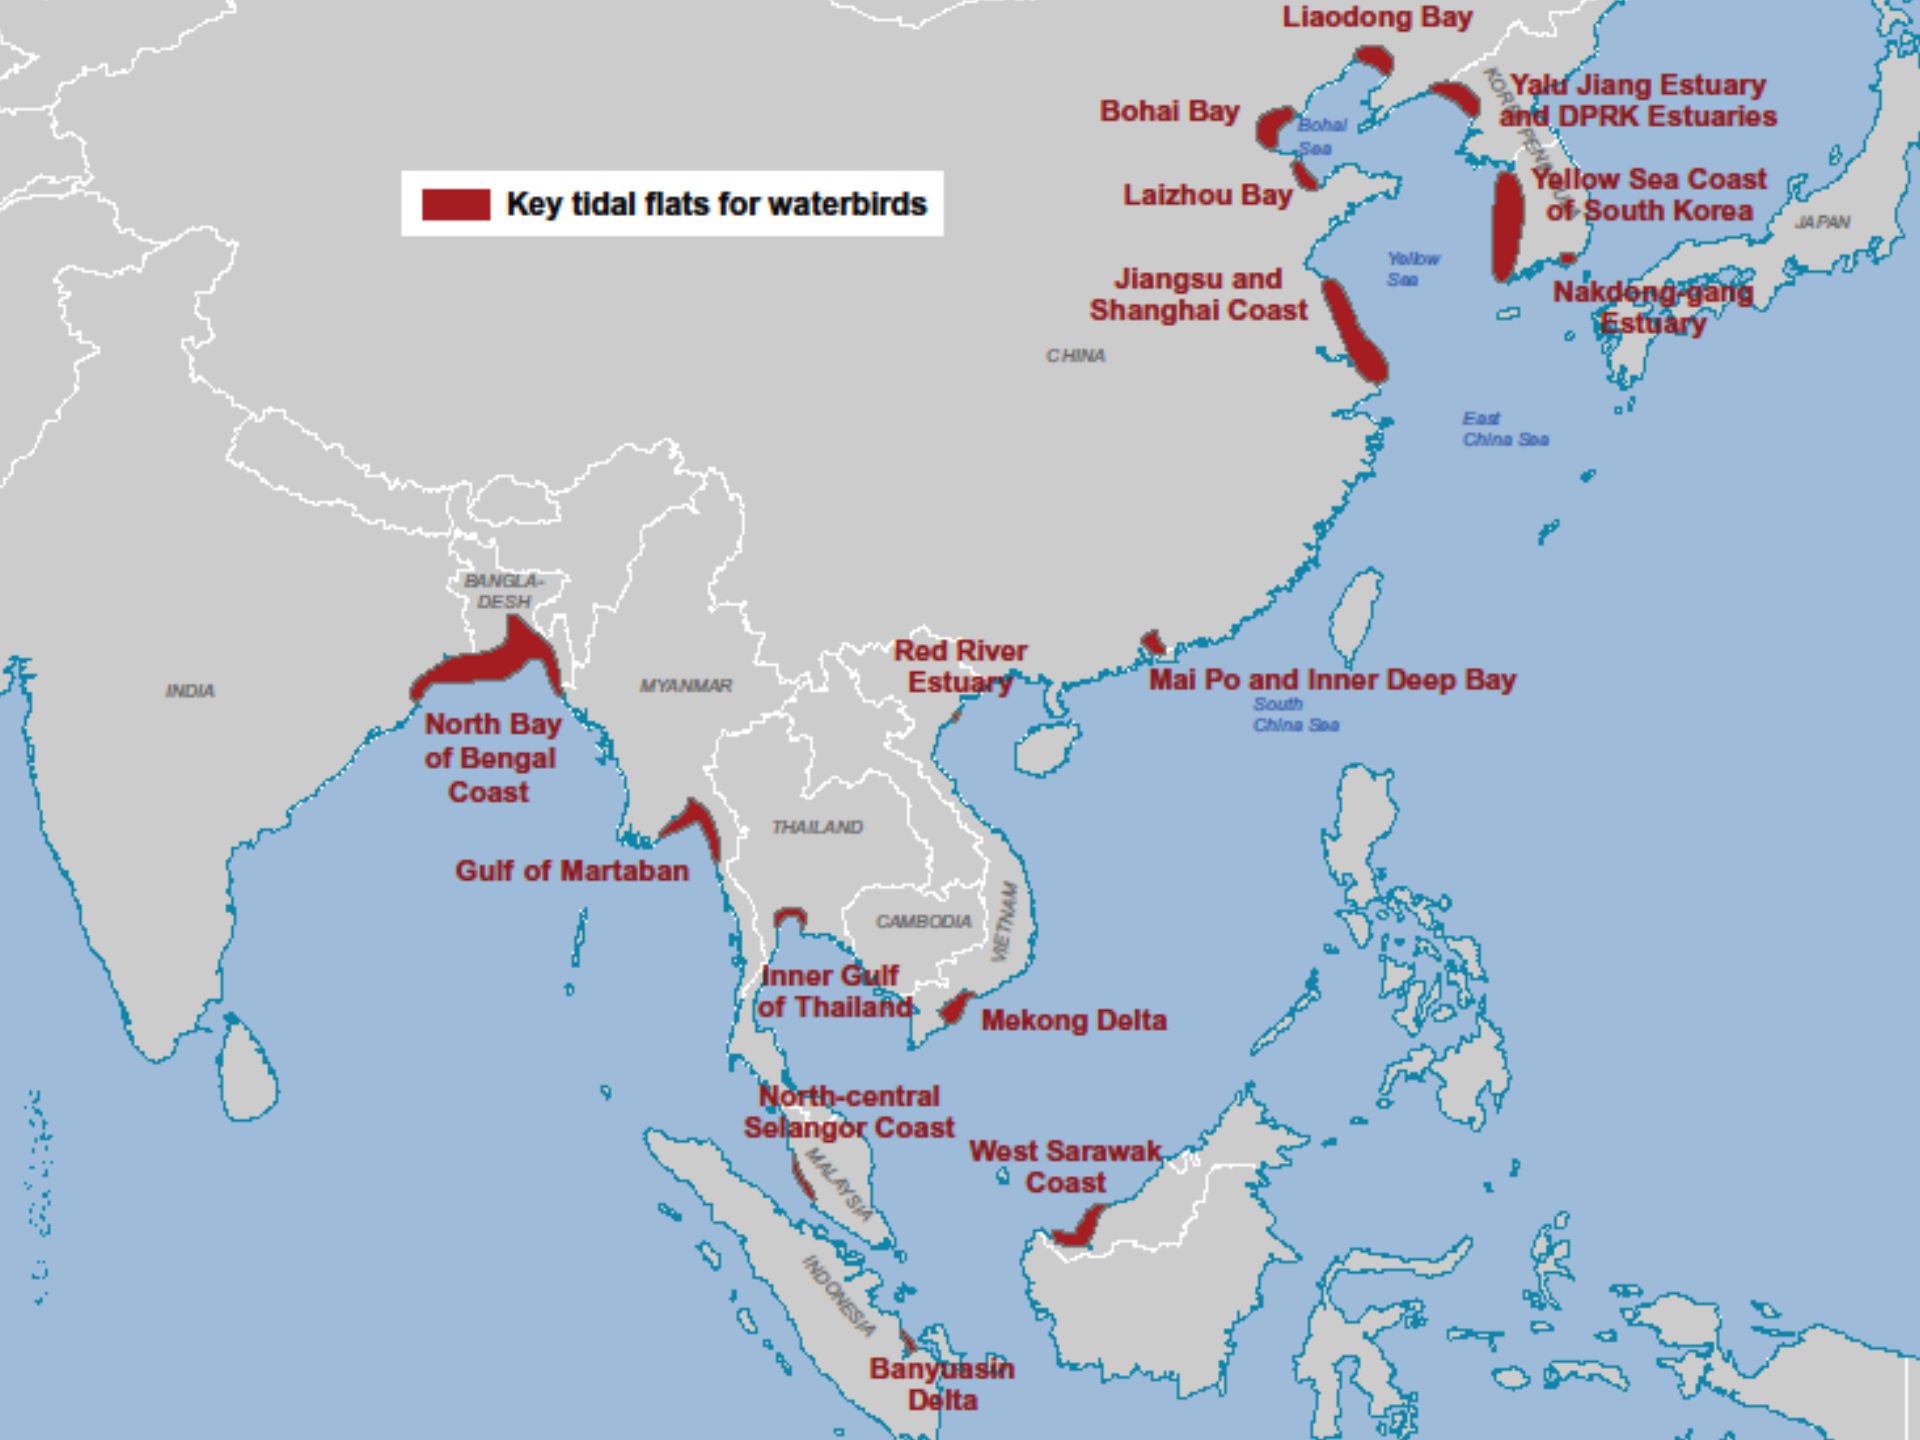 Liaodong Bay
Yalu Jiang Estuary
and DPRK Estuaries
Bohai Bay
Bohai
Sea
KOREA PENINSULA
Key tidal flats for waterbirds
Laizhou Bay
Yellow Sea Coast
of South Korea
JAPAN
Yellow
Sea
Jiangsu and
Shanghai Coast
Nakdong-gang
Estuary
CHINA
East
China Sea
BANGLA-
DESH
Red River
Estuary
INDIA
MYANMAR
Mai Po and Inner Deep Bay
South
China Sea
North Bay
of Bengal
Coast
THAILAND
Gulf of Martaban
CAMBODIA
VIETNAM
Inner Gulf
of Thailand
Mekong Delta
North-central
Selangor Coast
West Sarawak
Coast
MALAYSIA
INDONESIA
Banyuasin
Delta